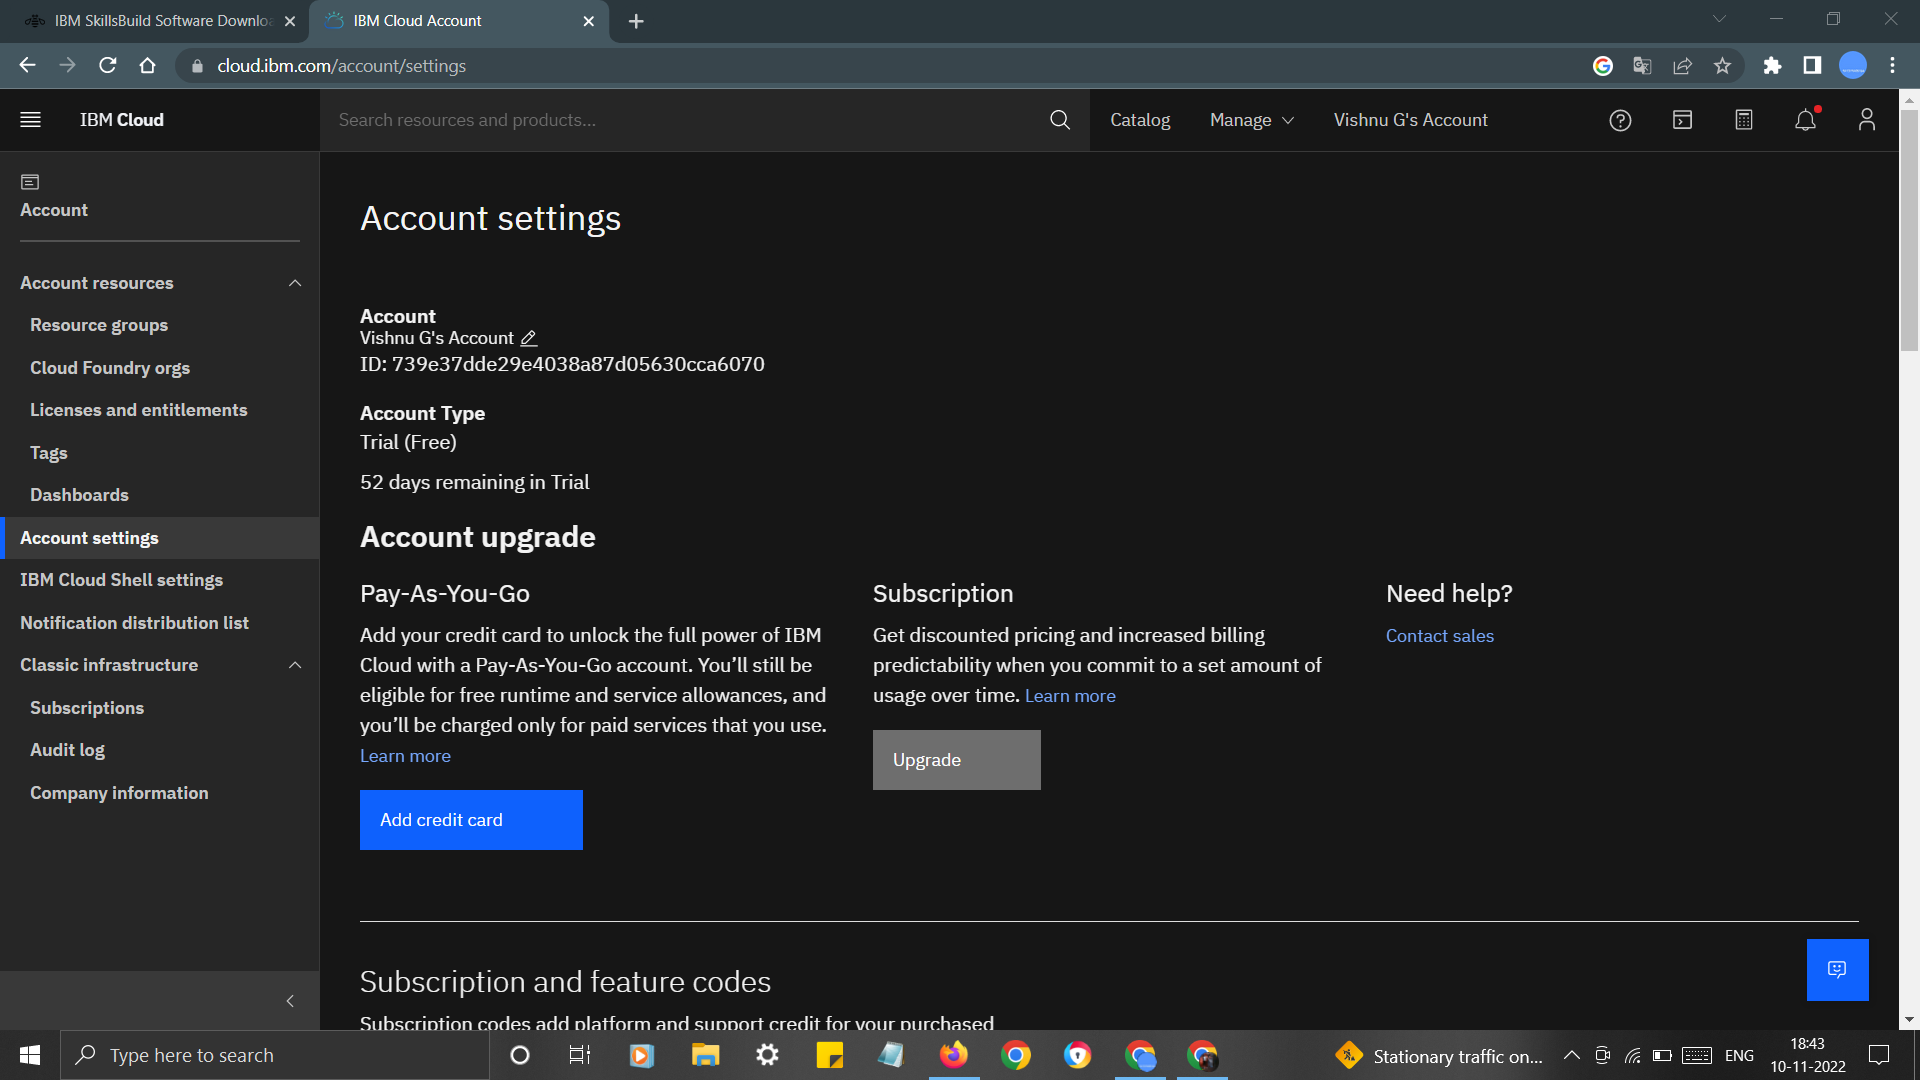 IBM SkillsBuild Software Downlo
IBM Cloud Account
cloud.ibm.com/account/settings
IBM Cloud
Search resources and products...
Catalog
Manage
Vishnu G's Account
Account
Account resources
Resource groups
Cloud Foundry orgs
Licenses and entitlements
Tags
Dashboards
Account settings
IBM Cloud Shell settings
Notification distribution list
Classic infrastructure
Subscriptions
Audit log
Company information
Account settings
Account
Vishnu G's Account
ID: 739e37dde29e4038a87d05630cca6070
Account Type
Trial (Free)
52 days remaining in Trial
Account upgrade
Pay-As-You-Go
Add your credit card to unlock the full power of IBM
Cloud with a Pay-As-You-Go account. You’ll still be
eligible for free runtime and service allowances, and
you’ll be charged only for paid services that you use.
Learn more
Add credit card
Subscription
Get discounted pricing and increased billing
predictability when you commit to a set amount of
usage over time. Learn more
Upgrade
Need help?
Contact sales
Subscription and feature codes
Subscription codes add platform and support credit for your purchased
Type here to search
Stationary traffic on...
ENG
18:43
10-11-2022